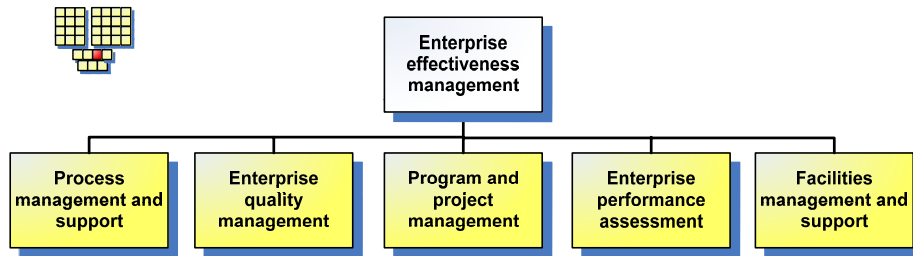 Enterprise
effectiveness
management
Process
management and
support
Enterprise
quality
management
Program and
project
management
Enterprise
performance
assessment
Facilities
management and
support